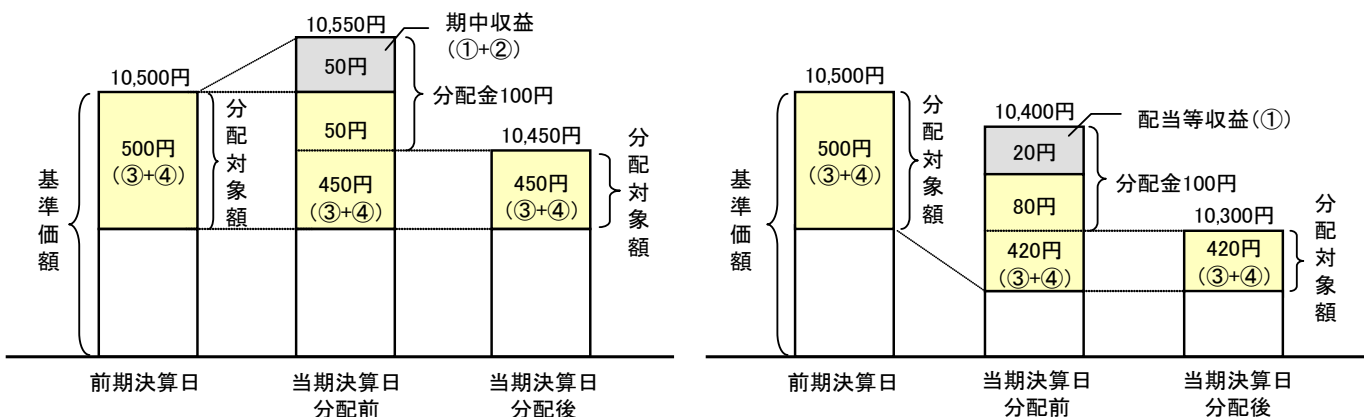 10,550円
期中収益
(①+②)
10,500円
50円
分配金100円
分配対象額
50円
10,450円
500円
(③+④)
分配対象額
450円
(③+④)
450円
(③+④)
基準価額
前期決算日
当期決算日
分配前
当期決算日
分配後
10,500円
分配対象額
10,400円
配当等収益(①)
20円
500円
(③+④)
分配金100円
80円
10,300円
分配対象額
基準価額
420円
(③+④)
420円
(③+④)
前期決算日
当期決算日
分配前
当期決算日
分配後